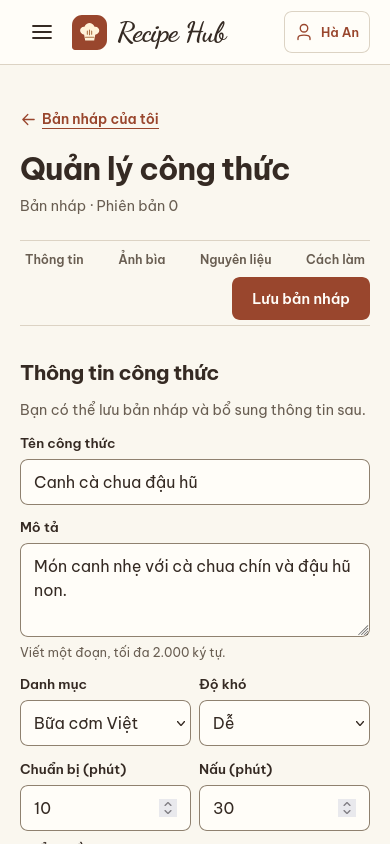 Recipe Hub
Hà An
Bản nháp của tôi
Quản lý công thức
Bản nháp · Phiên bản 0
Thông tin Ảnh bìa Nguyên liệu Cách làm
Lưu bản nháp
Thông tin công thức
Bạn có thể lưu bản nháp và bổ sung thông tin sau.
Tên công thức
Canh cà chua đậu hũ
Mô tả
Món canh nhẹ với cà chua chín và đậu hũ
non.
Viết một đoạn, tối đa 2.000 ký tự.
Danh mục Độ khó
Bữa cơm Việt Dễ
Chuẩn bị (phút) Nấu (phút)
10 30